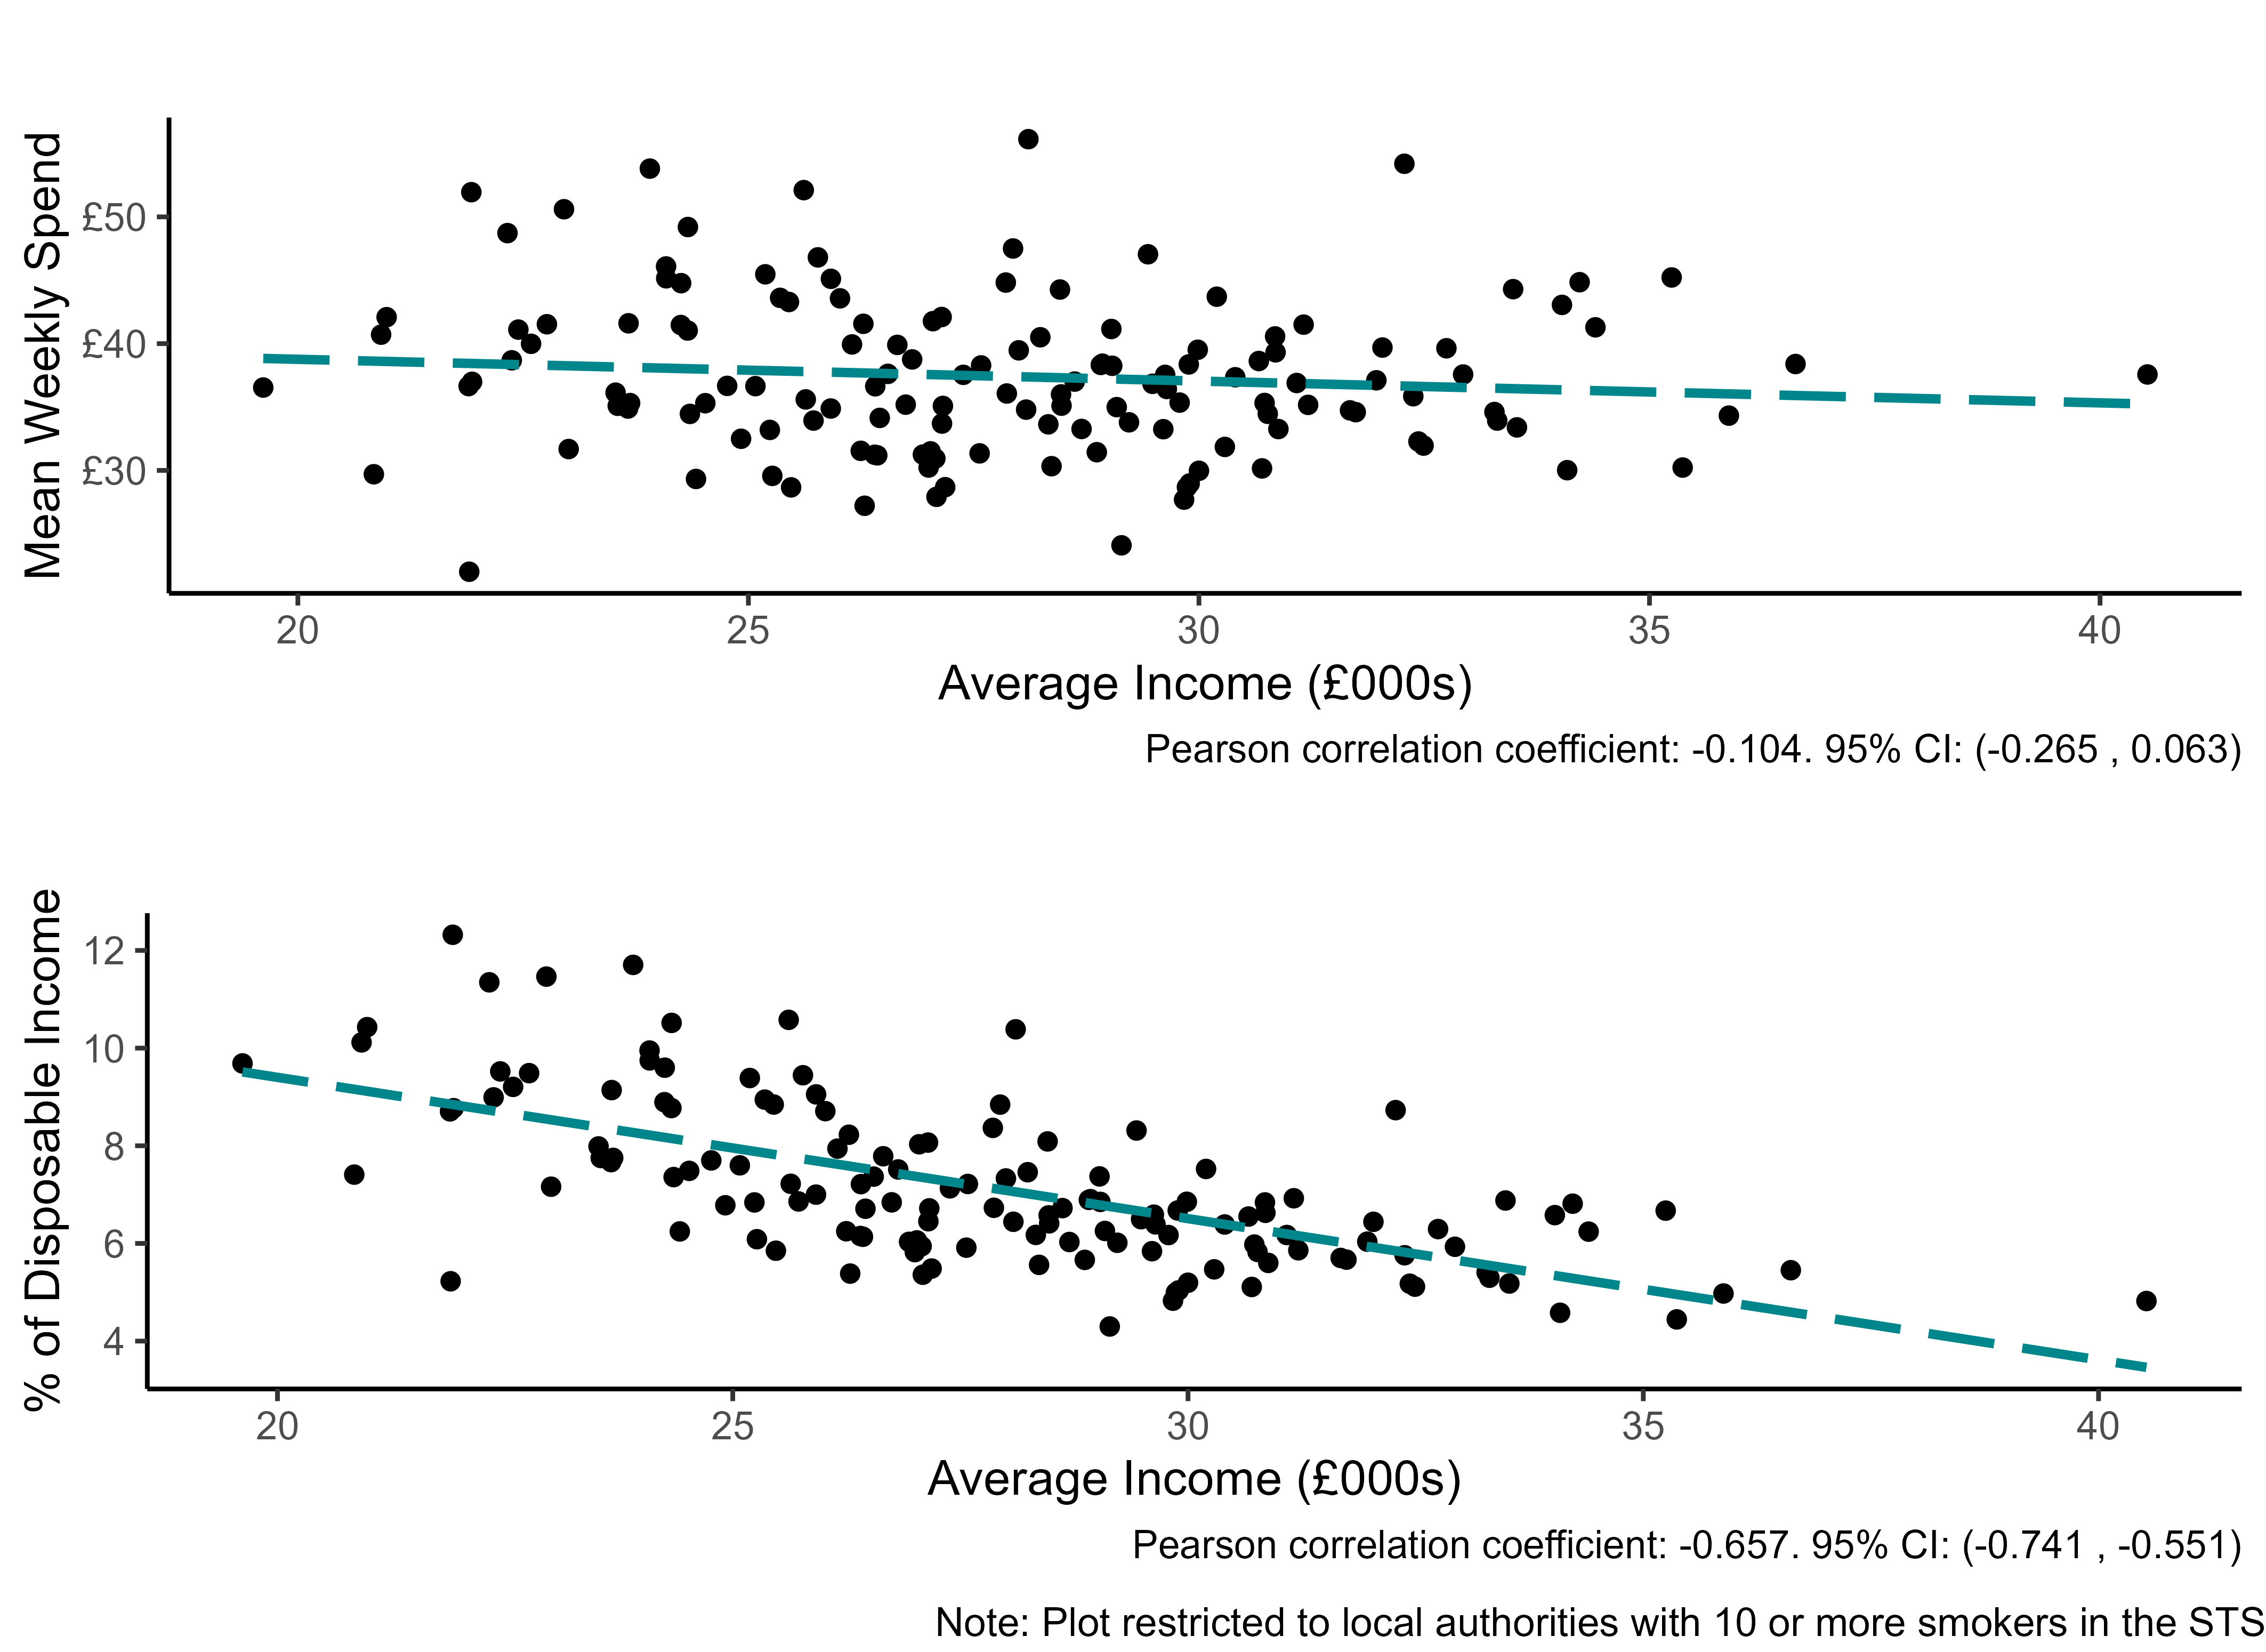 Mean Weekly Spend
£50
£40
£30
20 25 30 35 40
Average Income (£000s)
Pearson correlation coefficient: -0.104. 95% CI: (-0.265 , 0.063)
% of Disposable Income
12
10
8
6
4
20 25 30 35 40
Average Income (£000s)
Pearson correlation coefficient: -0.657. 95% CI: (-0.741 , -0.551)
Note: Plot restricted to local authorities with 10 or more smokers in the STS